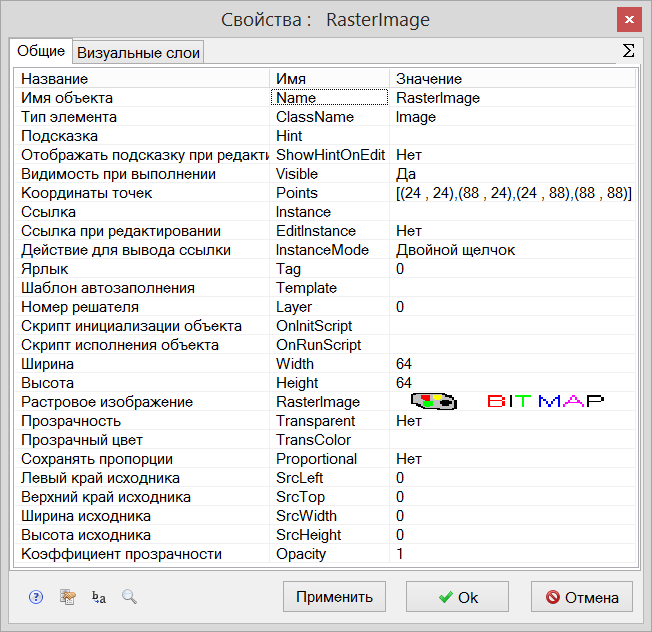 Свойства : RasterImage
Общие Визуальные слои Σ
Название Имя Значение
Имя объекта Name RasterImage
Тип элемента ClassName Image
Подсказка Hint
Отображать подсказку при редакти ShowHintOnEdit Нет
Видимость при выполнении Visible Да
Координаты точек Points [(24 , 24),(88 , 24),(24 , 88),(88 , 88)]
Ссылка Instance
Ссылка при редактировании EditInstance Нет
Действие для вывода ссылки InstanceMode Двойной щелчок
Ярлык Tag 0
Шаблон автозаполнения Template
Номер решателя Layer 0
Скрипт инициализации объекта OnInitScript
Скрипт исполнения объекта OnRunScript
Ширина Width 64
Высота Height 64
Растровое изображение RasterImage BITMAP
Прозрачность Transparent Нет
Прозрачный цвет TransColor
Сохранять пропорции Proportional Нет
Левый край исходника SrcLeft 0
Верхний край исходника SrcTop 0
Ширина исходника SrcWidth 0
Высота исходника SrcHeight 0
Коэффициент прозрачности Opacity 1
? ba Применить Ok Отмена